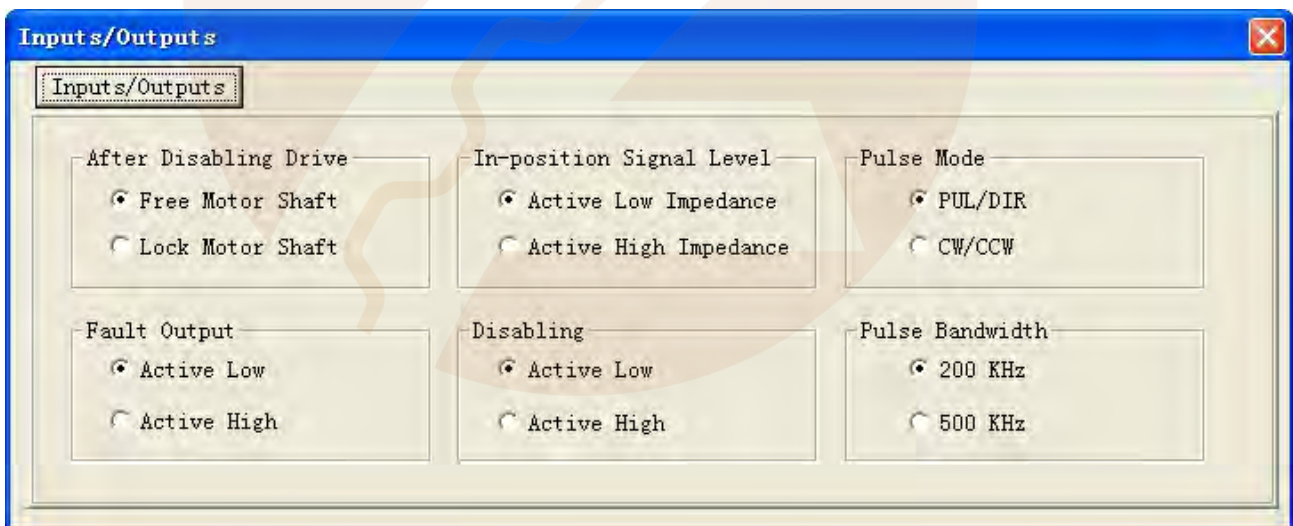 Inputs/Outputs
Inputs/Outputs
After Disabling Drive
Free Motor Shaft
Lock Motor Shaft
In-position Signal Level
Active Low Impedance
Active High Impedance
Pulse Mode
PUL/DIR
CW/CCW
Fault Output
Active Low
Active High
Disabling
Active Low
Active High
Pulse Bandwidth
200 KHz
500 KHz